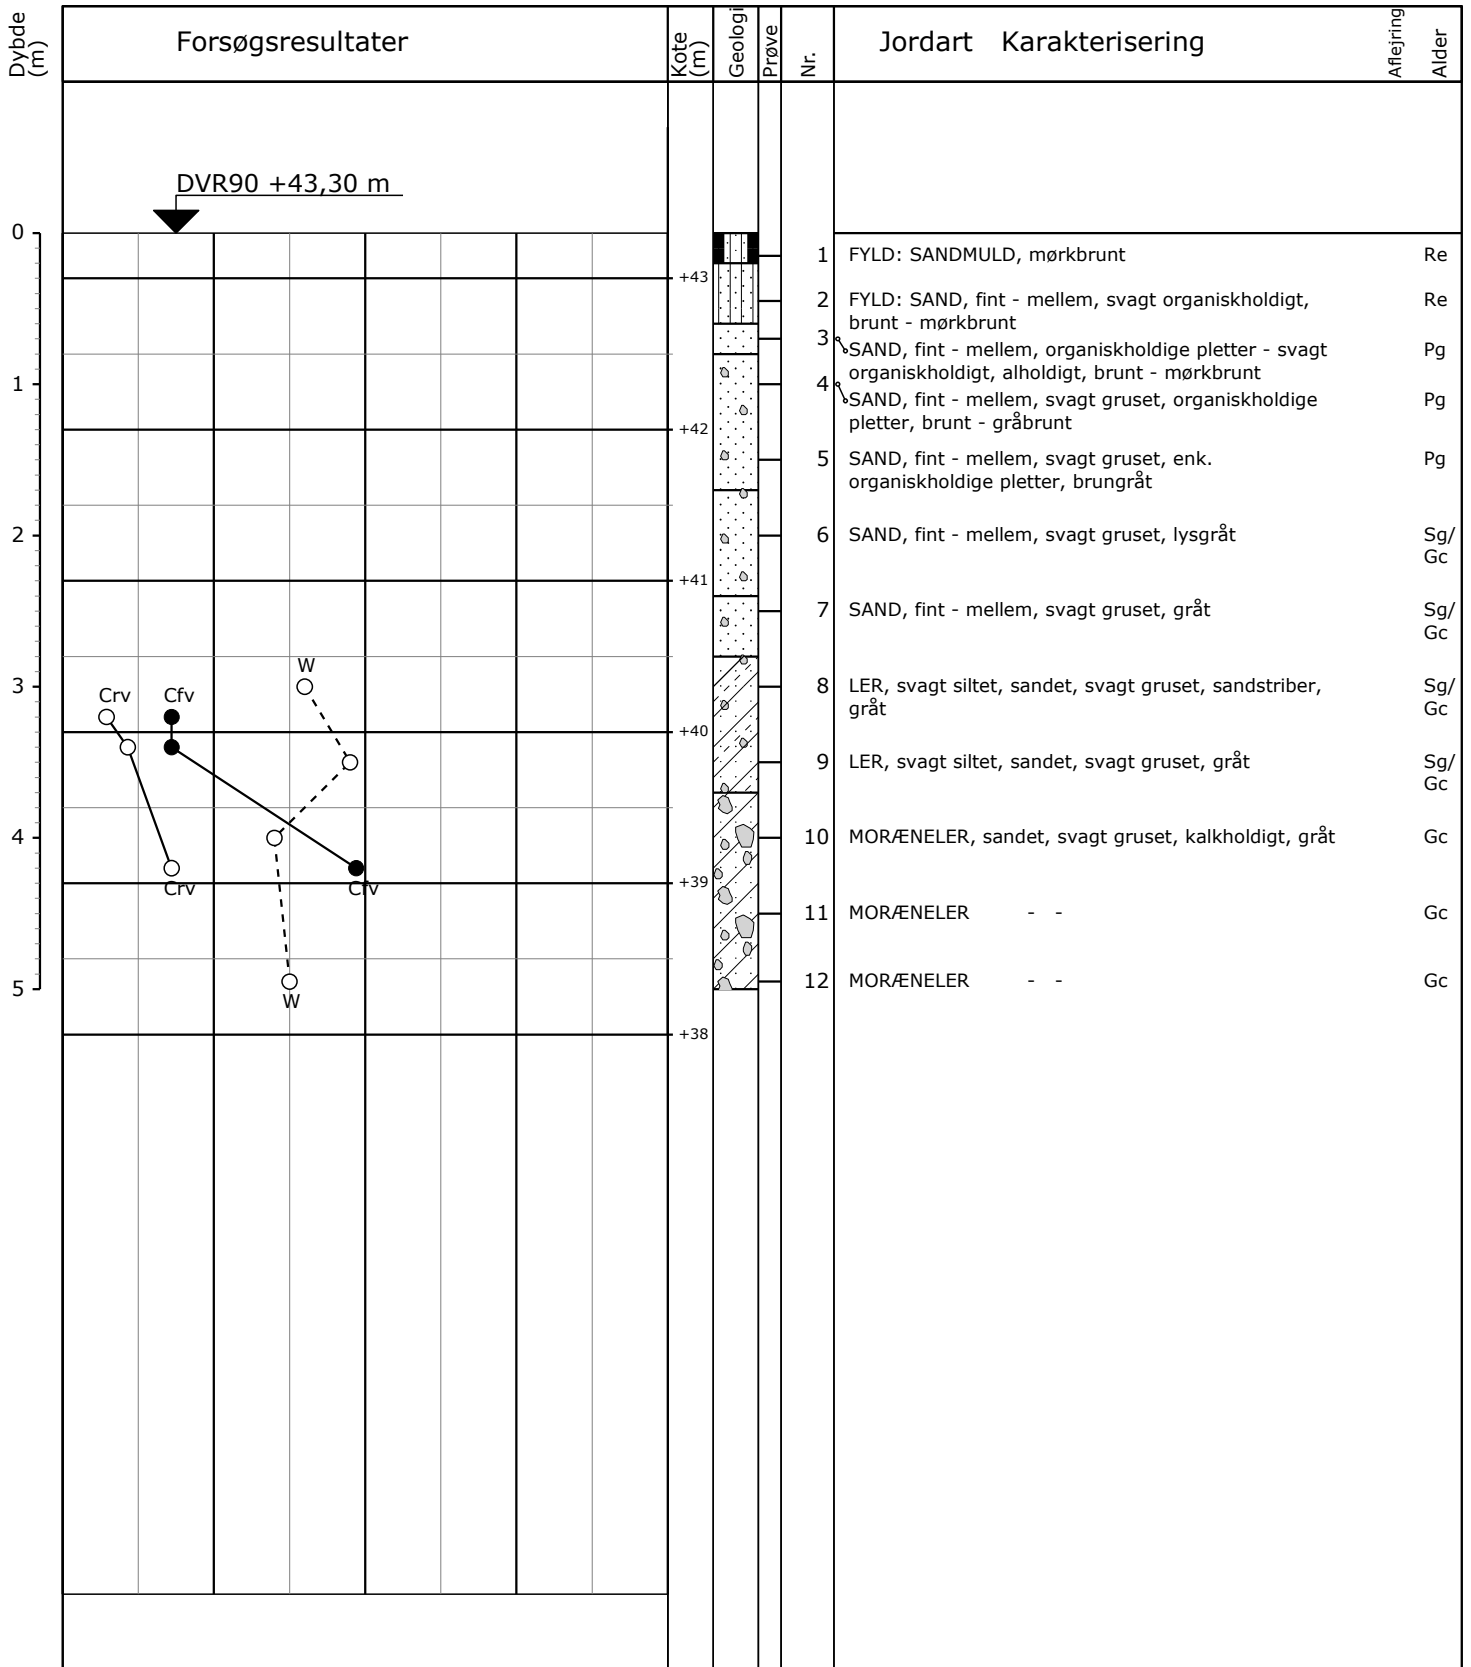 Dybde
(m)
Forsøgsresultater
Kote
(m)
Geologi
Prøve
Nr.
Jordart Karakterisering
Aflejring
Alder
DVR90 +43,30 m
0
1 FYLD: SANDMULD, mørkbrunt Re
+43
2 FYLD: SAND, fint - mellem, svagt organiskholdigt, Re
brunt - mørkbrunt
3 SAND, fint - mellem, organiskholdige pletter - svagt Pg
organiskholdigt, alholdigt, brunt - mørkbrunt
1
4 SAND, fint - mellem, svagt gruset, organiskholdige Pg
pletter, brunt - gråbrunt
+42
5 SAND, fint - mellem, svagt gruset, enk. Pg
organiskholdige pletter, brungråt
2
6 SAND, fint - mellem, svagt gruset, lysgråt Sg/
Gc
+41
7 SAND, fint - mellem, svagt gruset, gråt Sg/
Gc
W
3
Crv Cfv
8 LER, svagt siltet, sandet, svagt gruset, sandstriber, Sg/
gråt Gc
+40
9 LER, svagt siltet, sandet, svagt gruset, gråt Sg/
Gc
4
10 MORÆNELER, sandet, svagt gruset, kalkholdigt, gråt Gc
Crv Cfv
+39
11 MORÆNELER - - Gc
5
W
12 MORÆNELER - - Gc
+38